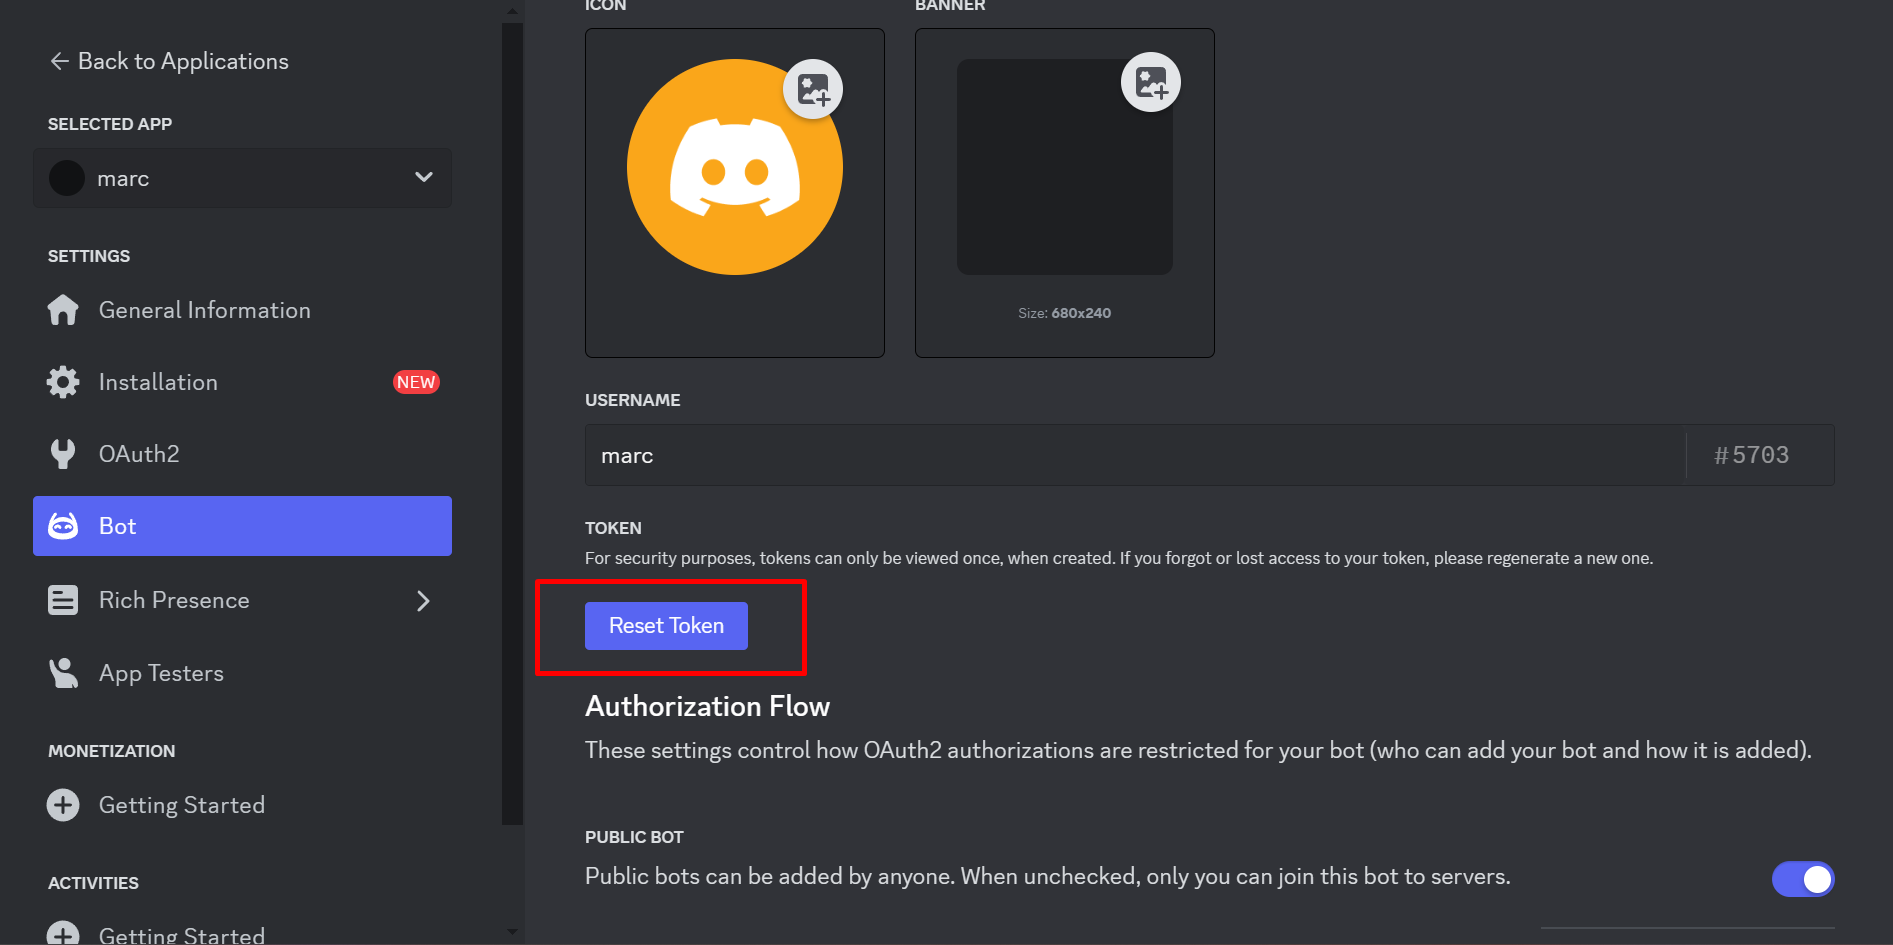 Back to Applications
SELECTED APP
marc
SETTINGS
General Information
Installation NEW
OAuth2
Bot
Rich Presence
App Testers
MONETIZATION
Getting Started
ACTIVITIES
Getting Started
ICON
BANNER
Size: 680x240
USERNAME
marc #5703
TOKEN
For security purposes, tokens can only be viewed once, when created. If you forgot or lost access to your token, please regenerate a new one.
Reset Token
Authorization Flow
These settings control how OAuth2 authorizations are restricted for your bot (who can add your bot and how it is added).
PUBLIC BOT
Public bots can be added by anyone. When unchecked, only you can join this bot to servers.